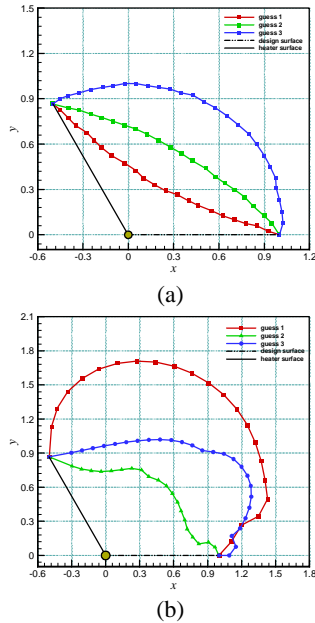 1.5
1.2
0.9
0.6
0.3
0
y
guess 1
guess 2
guess 3
design surface
heater surface
-0.6 -0.3 0 0.3 0.6 0.9 1.2
x
(a)
2.1
1.8
1.5
1.2
0.9
0.6
0.3
0
y
guess 1
guess 2
guess 3
design surface
heater surface
-0.6 -0.3 0 0.3 0.6 0.9 1.2 1.5 1.8
x
(b)